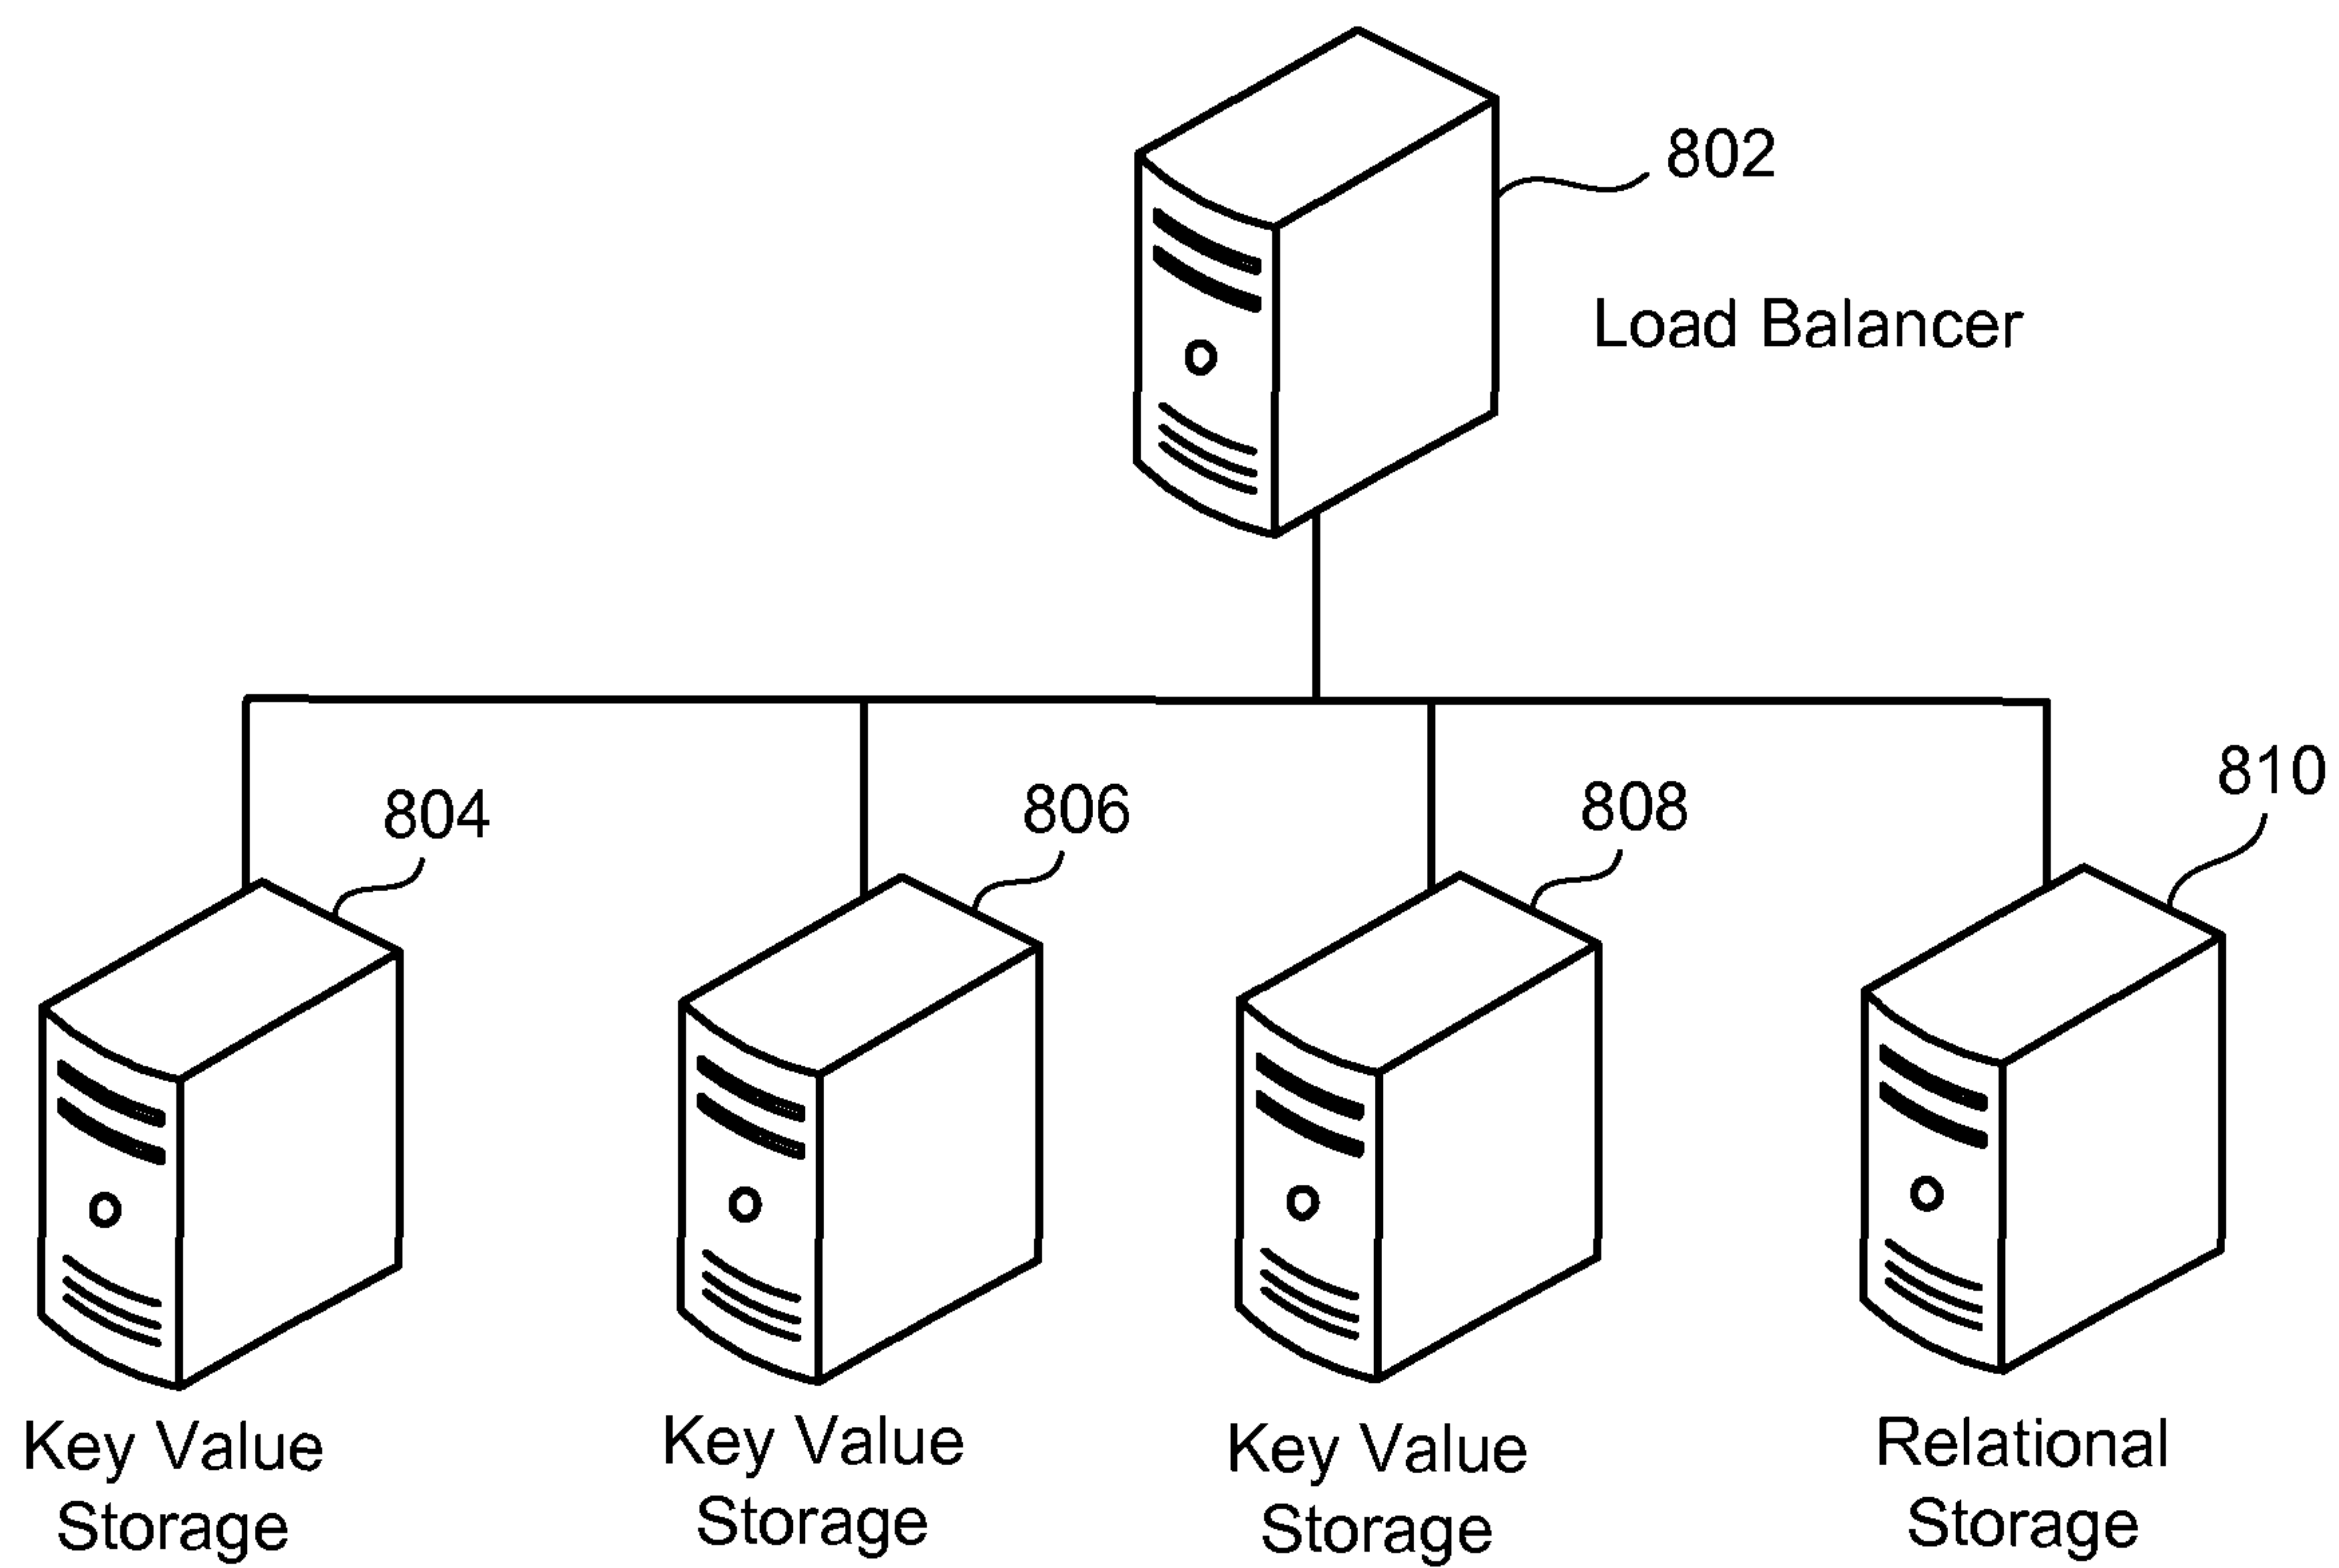 802
Load Balancer
804
806
808
810
Key Value
Storage
Key Value
Storage
Key Value
Storage
Relational
Storage